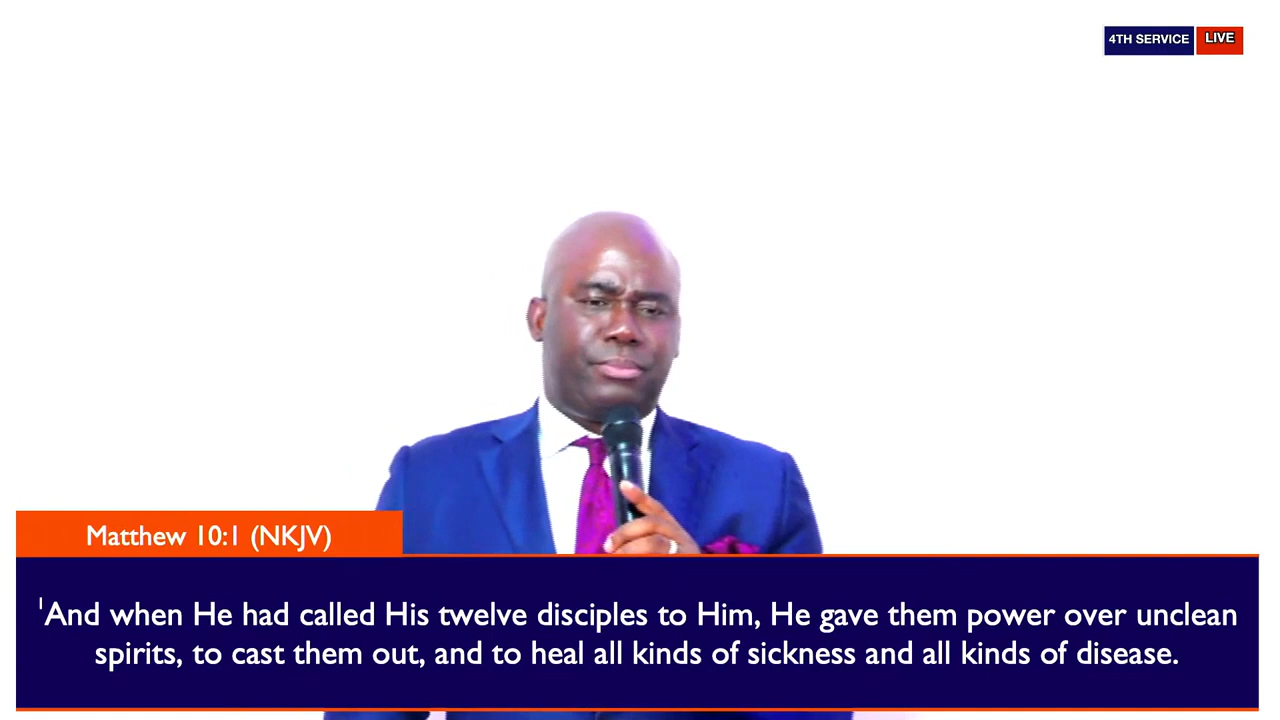 4TH SERVICE LIVE
Matthew 10:1 (NKJV)
¹And when He had called His twelve disciples to Him, He gave them power over unclean
spirits, to cast them out, and to heal all kinds of sickness and all kinds of disease.